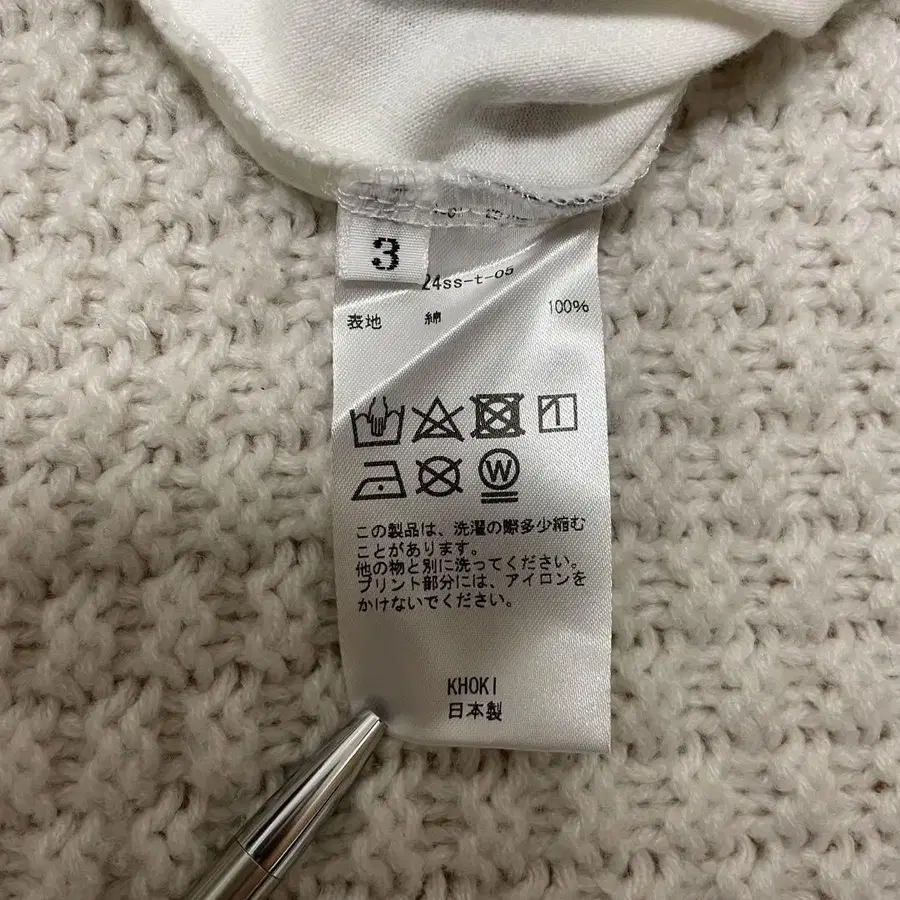 3
24ss-t-05
表地 綿 100%
W
この製品は、洗濯の際多少縮む
ことがあります。
他の物と別に洗ってください。
プリント部分には、アイロンを
かけないでください。
KHOKI
日本製